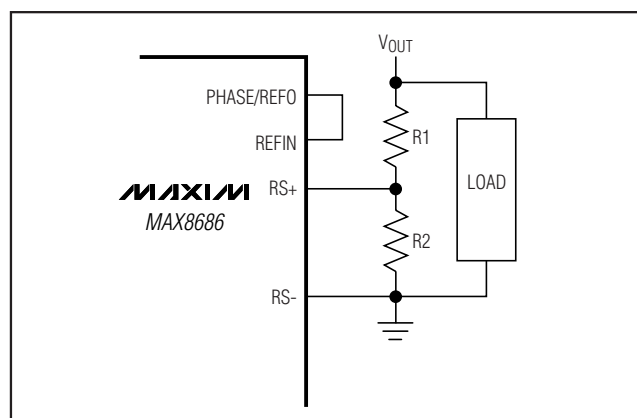 VOUT
PHASE/REFO
R1
REFIN
LOAD
RS+
MAXIM
MAX8686
R2
RS-